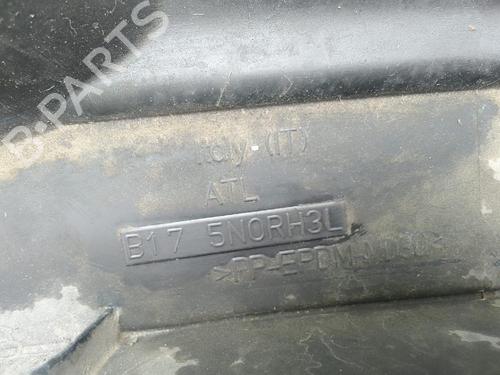 B-PARTS
Italy (IT)
ATL
B17 5N0RH3L
>PP-EPDM